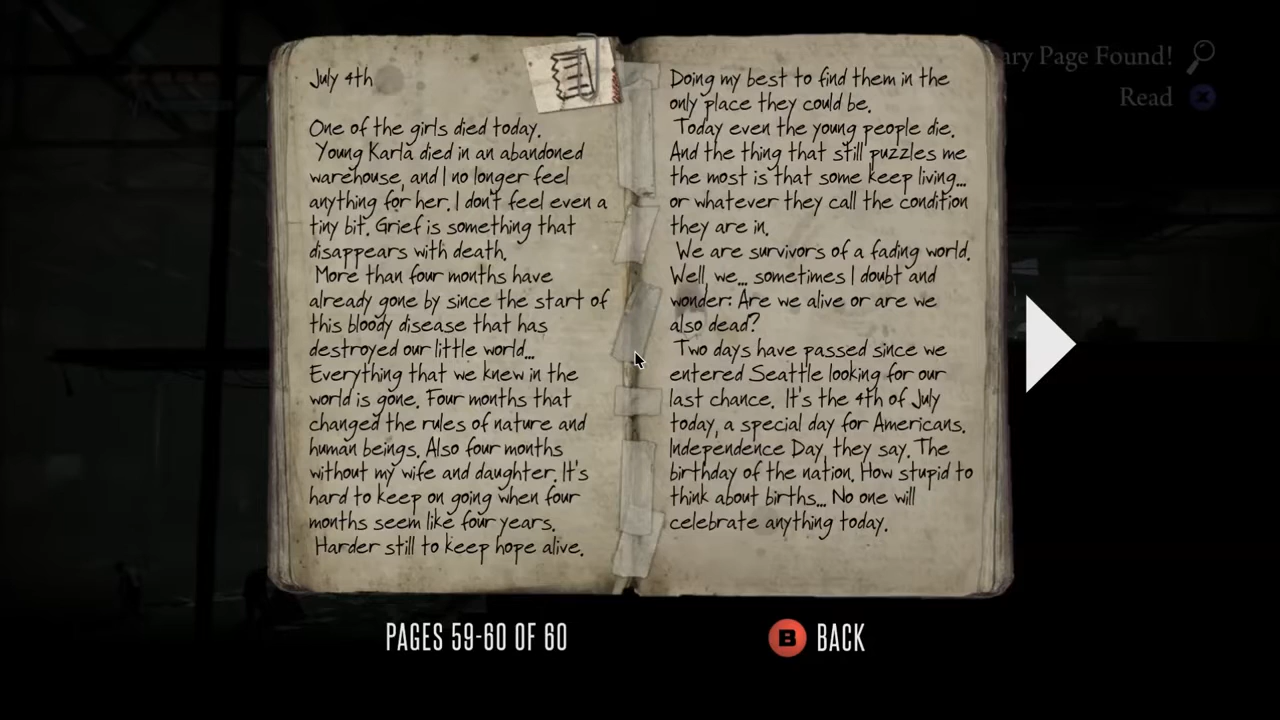 July 4th
One of the girls died today.
Young Karla died in an abandoned
warehouse, and I no longer feel
anything for her. I don't feel even a
tiny bit. Grief is something that
disappears with death.
More than four months have
already gone by since the start of
this bloody disease that has
destroyed our little world...
Everything that we knew in the
world is gone. Four months that
changed the rules of nature and
human beings. Also four months
without my wife and daughter. It's
hard to keep on going when four
months seem like four years.
Harder still to keep hope alive.
Doing my best to find them in the
only place they could be.
Today even the young people die.
And the thing that still puzzles me
the most is that some keep living...
or whatever they call the condition
they are in.
We are survivors of a fading world.
Well we... sometimes I doubt and
wonder: Are we alive or are we
also dead?
Two days have passed since we
entered Seattle looking for our
last chance. It's the 4th of July
today, a special day for Americans.
Independence Day, they say. The
birthday of the nation. How stupid to
think about births... No one will
celebrate anything today.
ary Page Found!
Read X
PAGES 59-60 OF 60
B BACK